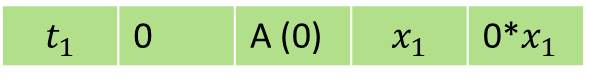 t₁ 0 A (0) x₁ 0*x₁